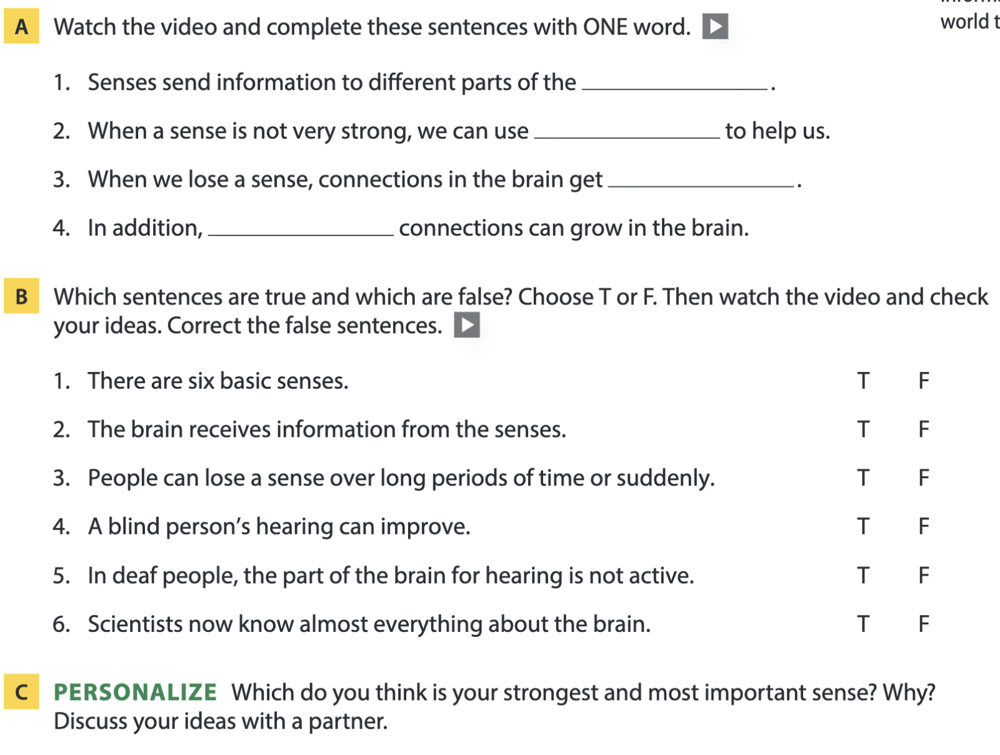 world t
A Watch the video and complete these sentences with ONE word.
1. Senses send information to different parts of the ______________ .
2. When a sense is not very strong, we can use ______________ to help us.
3. When we lose a sense, connections in the brain get ______________ .
4. In addition, ______________ connections can grow in the brain.
B Which sentences are true and which are false? Choose T or F. Then watch the video and check
your ideas. Correct the false sentences.
1. There are six basic senses. T F
2. The brain receives information from the senses. T F
3. People can lose a sense over long periods of time or suddenly. T F
4. A blind person’s hearing can improve. T F
5. In deaf people, the part of the brain for hearing is not active. T F
6. Scientists now know almost everything about the brain. T F
C PERSONALIZE Which do you think is your strongest and most important sense? Why?
Discuss your ideas with a partner.